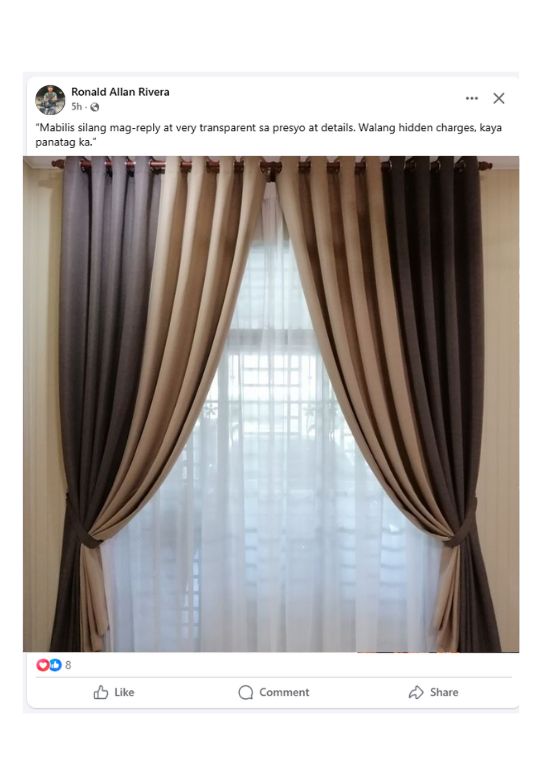 Ronald Allan Rivera
5h ·
“Mabilis silang mag-reply at very transparent sa presyo at details. Walang hidden charges, kaya
panatag ka.”
8
Like
Comment
Share